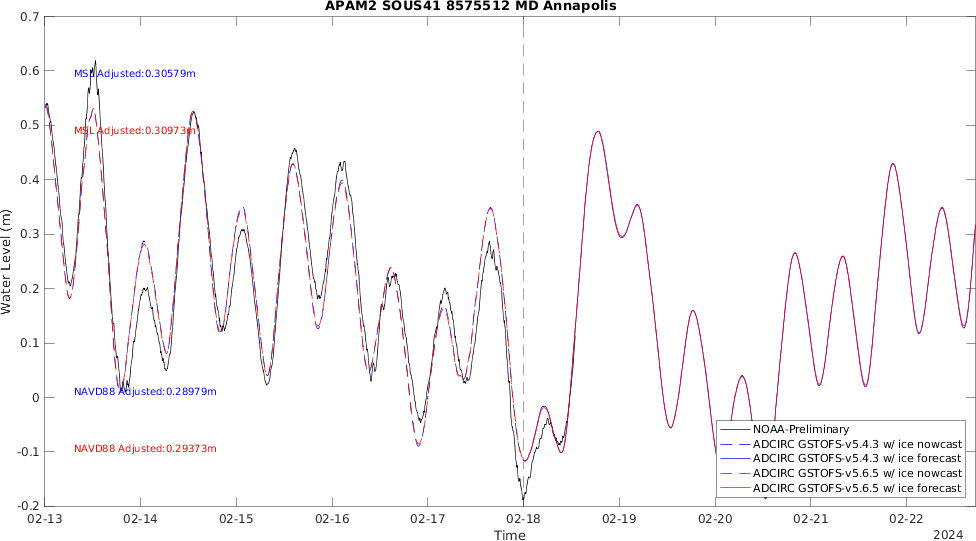 APAM2 SOUS41 8575512 MD Annapolis
0.7
0.6
0.5
0.4
0.3
0.2
0.1
0
-0.1
-0.2
Water Level (m)
MSL Adjusted:0.30579m
MSL Adjusted:0.30973m
NAVD88 Adjusted:0.28979m
NAVD88 Adjusted:0.29373m
NOAA-Preliminary
ADCIRC GSTOFS-v5.4.3 w/ ice nowcast
ADCIRC GSTOFS-v5.4.3 w/ ice forecast
ADCIRC GSTOFS-v5.6.5 w/ ice nowcast
ADCIRC GSTOFS-v5.6.5 w/ ice forecast
02-13 02-14 02-15 02-16 02-17 02-18 02-19 02-20 02-21 02-22
Time
2024